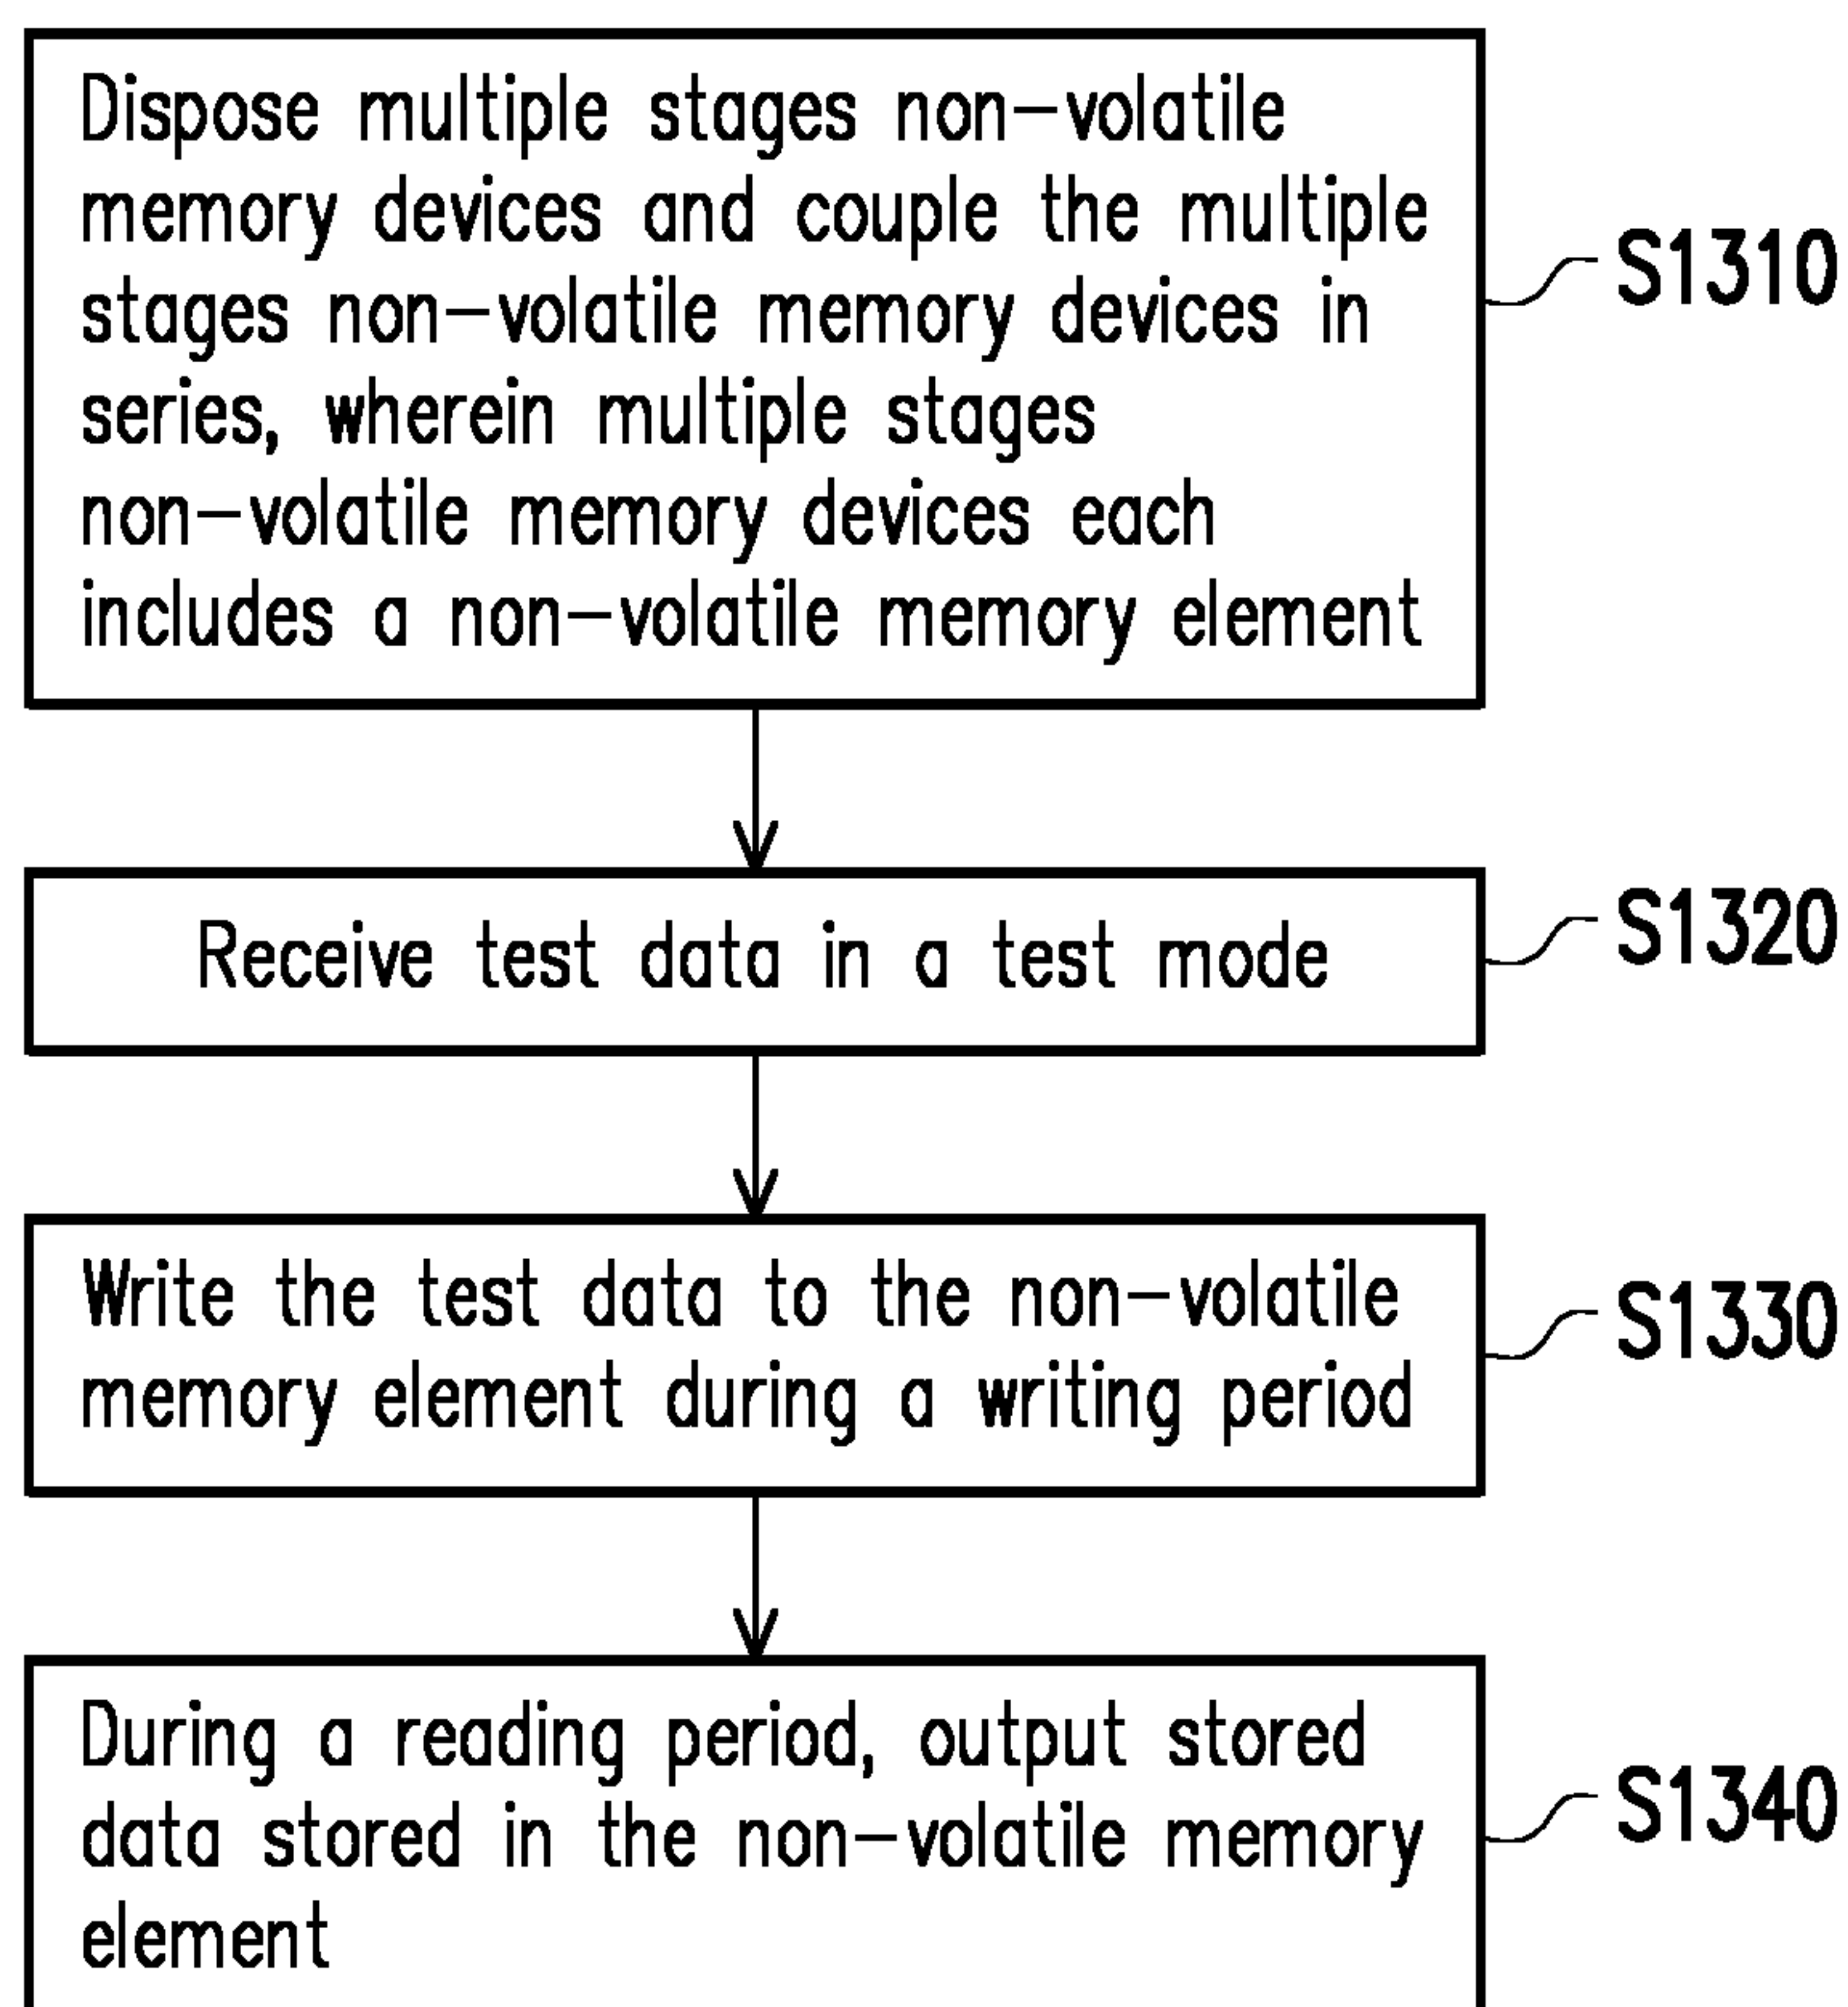 Dispose multiple stages non-volatile
memory devices and couple the multiple
stages non-volatile memory devices in
series, wherein multiple stages
non-volatile memory devices each
includes a non-volatile memory element
S1310
Receive test data in a test mode
S1320
Write the test data to the non-volatile
memory element during a writing period
S1330
During a reading period, output stored
data stored in the non-volatile memory
element
S1340